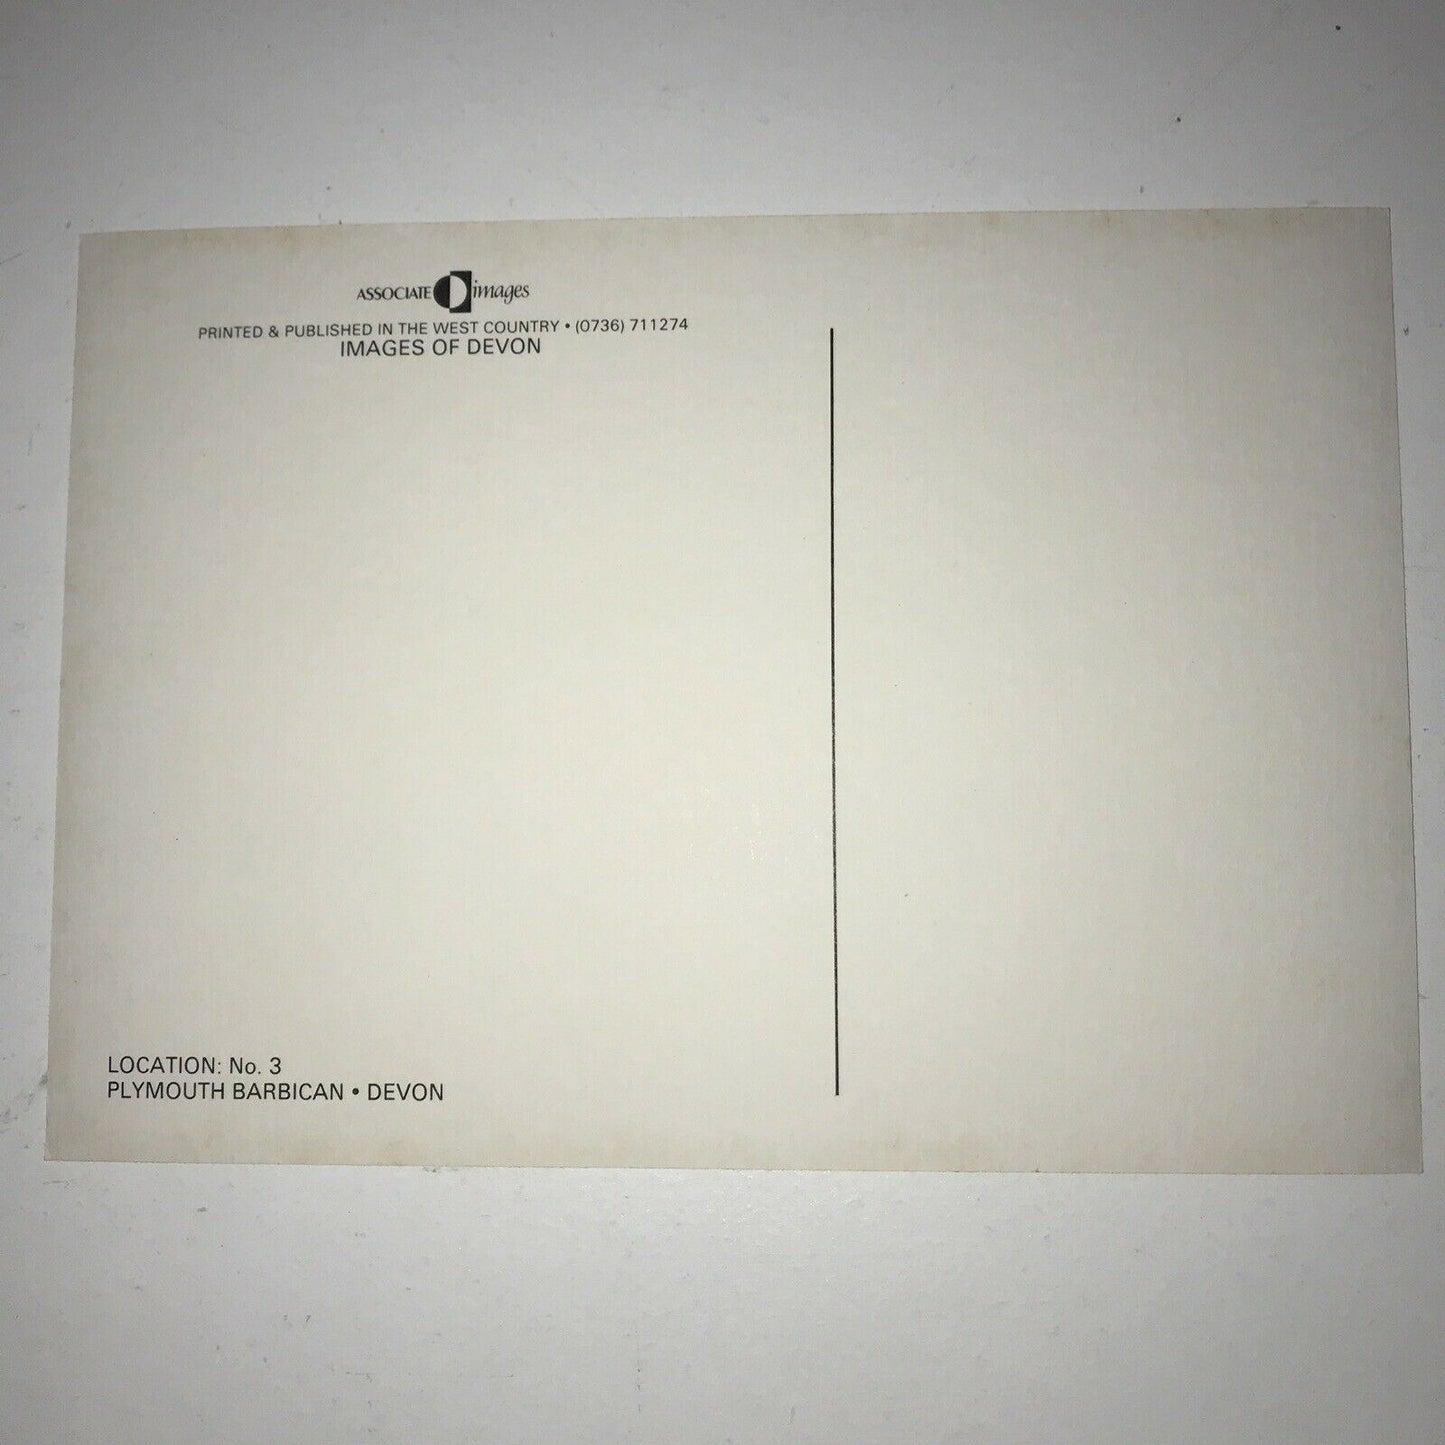 ASSOCIATE images
PRINTED & PUBLISHED IN THE WEST COUNTRY • (0736) 711274
IMAGES OF DEVON
LOCATION: No. 3
PLYMOUTH BARBICAN • DEVON